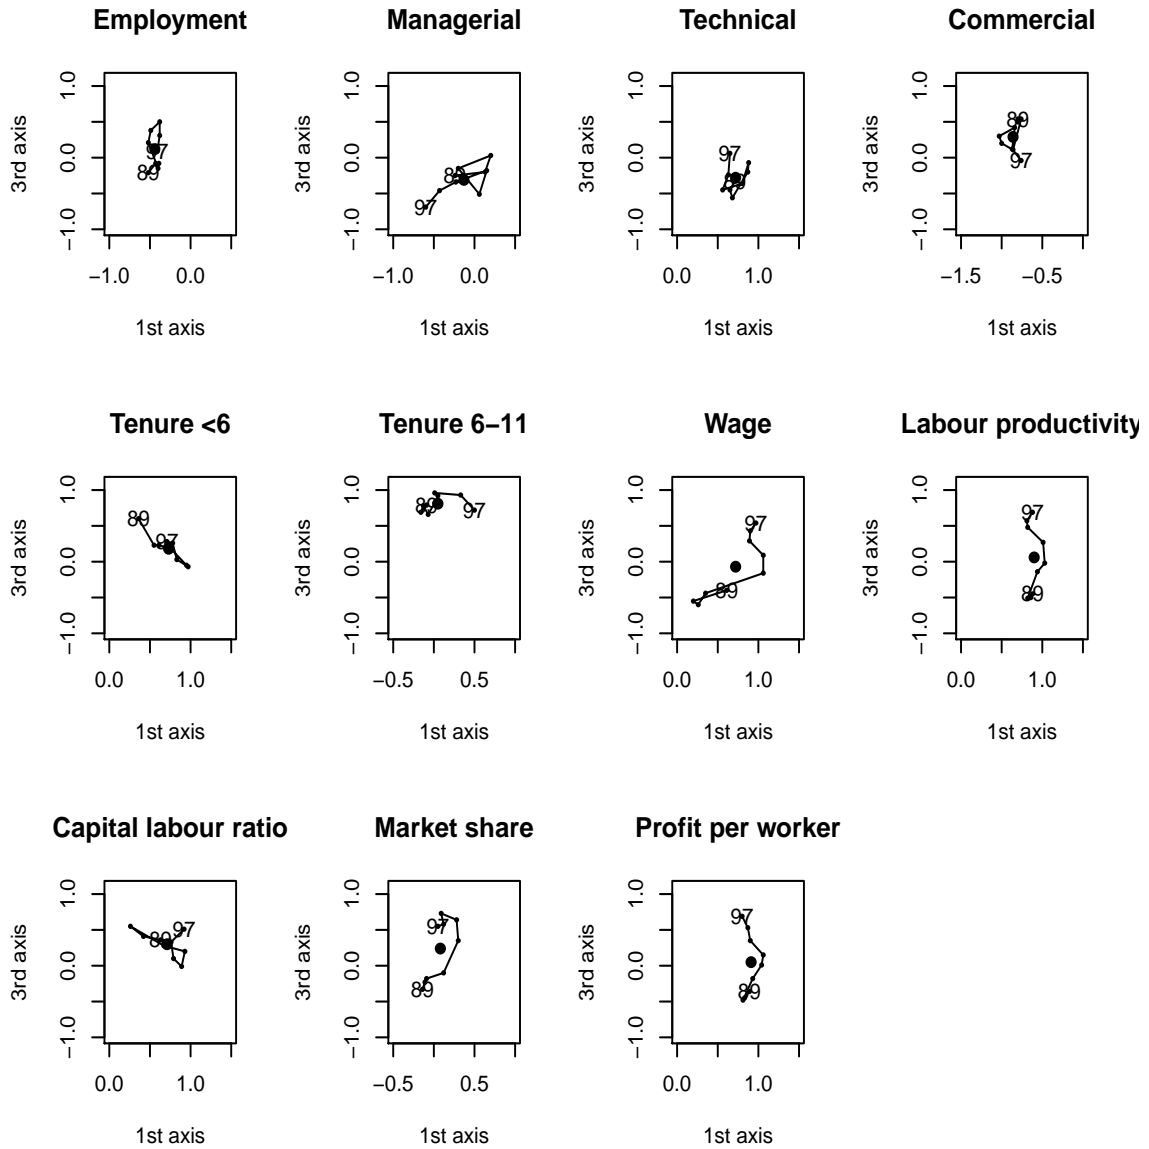 Employment
Managerial
Technical
Commercial
3rd axis
1.0
0.0
−1.0
97
89
−1.0
0.0
1st axis
3rd axis
1.0
0.0
−1.0
89
97
−1.0
0.0
1st axis
3rd axis
1.0
0.0
−1.0
97
89
0.0
1.0
1st axis
3rd axis
1.0
0.0
−1.0
89
97
−1.5
−0.5
1st axis
Tenure <6
Tenure 6−11
Wage
Labour productivity
3rd axis
1.0
0.0
−1.0
89
97
0.0
1.0
1st axis
3rd axis
1.0
0.0
−1.0
89
97
−0.5
0.5
1st axis
3rd axis
1.0
0.0
−1.0
97
89
0.0
1.0
1st axis
3rd axis
1.0
0.0
−1.0
97
89
0.0
1.0
1st axis
Capital labour ratio
Market share
Profit per worker
3rd axis
1.0
0.0
−1.0
89
97
0.0
1.0
1st axis
3rd axis
1.0
0.0
−1.0
97
89
−0.5
0.5
1st axis
3rd axis
1.0
0.0
−1.0
97
89
0.0
1.0
1st axis